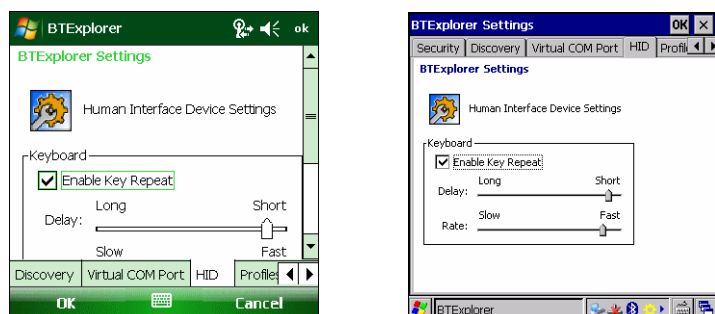 BTExplorer ok
BTExplorer Settings
Human Interface Device Settings
Keyboard
Enable Key Repeat
Long Short
Delay:
Slow Fast
Discovery Virtual COM Port HID Profiles
OK Cancel
BTExplorer Settings OK
Security Discovery Virtual COM Port HID Profil
BTExplorer Settings
Human Interface Device Settings
Keyboard
Enable Key Repeat
Long Short
Delay:
Slow Fast
Rate:
BTExplorer